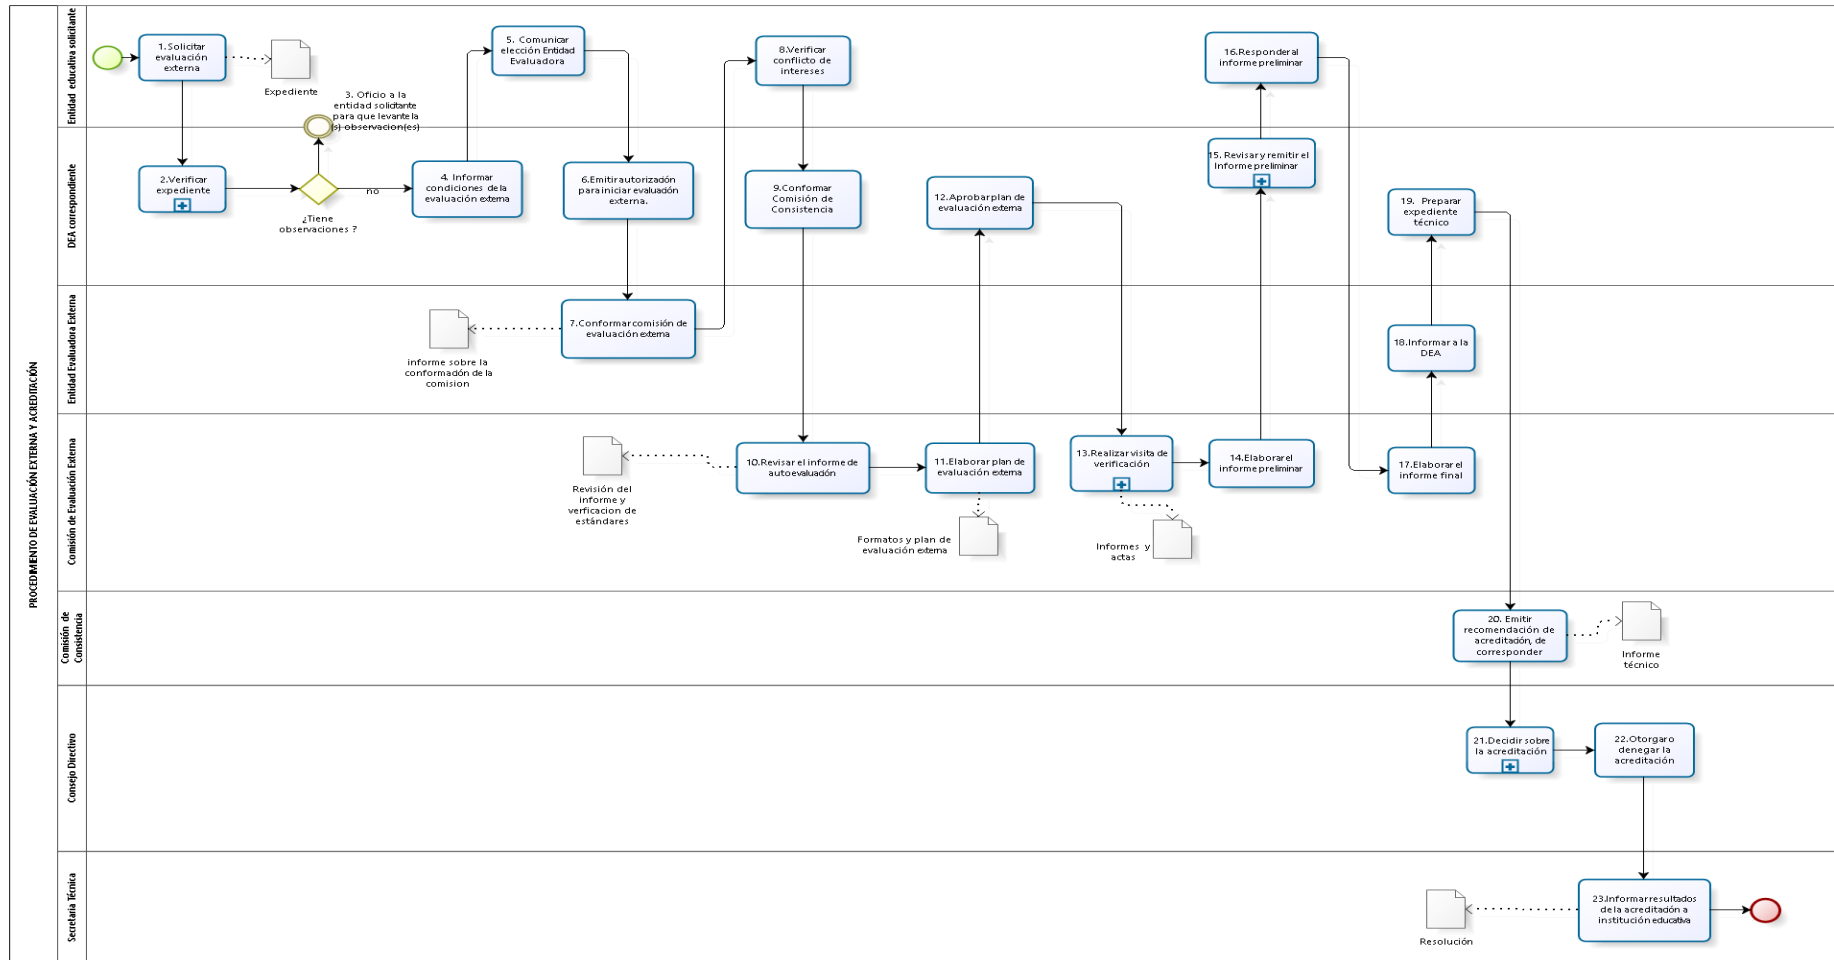 PROCEDIMIENTO DE EVALUACIÓN EXTERNA Y ACREDITACIÓN
Entidad educativa solicitante
1.Solicitar
evaluación
externa
Expediente
3. Oficio a la
entidad solicitante
para que levante la
(s) observacion(es)
5. Comunicar
elección Entidad
Evaluadora
8.Verificar
conflicto de
intereses
16.Responder al
informe preliminar
DEA correspondiente
2.Verificar
expediente
¿Tiene
observaciones ?
no
4. Informar
condiciones de la
evaluación externa
6.Emitir autorización
para iniciar evaluación
externa.
9.Confomar
Comisión de
Consistencia
12.Aprobar plan de
evaluación externa
15. Revisar y remitir el
Informe preliminar
19. Preparar
expediente
técnico
Entidad Evaluadora Externa
informe sobre la
conformación de la
comision
7.Conformar comisión de
evaluación externa
18.Informar a la
DEA
Comisión de Evaluación Externa
Revisión del
informe y
verficacion de
estándares
10.Revisar el informe de
autoevaluación
11.Elaborar plan de
evaluación externa
Formatos y plan de
evaluación externa
13.Realizar visita de
verificación
Informes y
actas
14.Elaborar el
informe preliminar
17.Elaborar el
informe final
Comisión de
Consistencia
20. Emitir
recomendación de
acreditación, de
corresponder
Informe
técnico
Consejo Directivo
21.Decidir sobre
la acreditación
22.Otorgar o
denegar la
acreditación
Secretaria Técnica
Resolución
23.Informar resultados
de la acreditación a
institución educativa